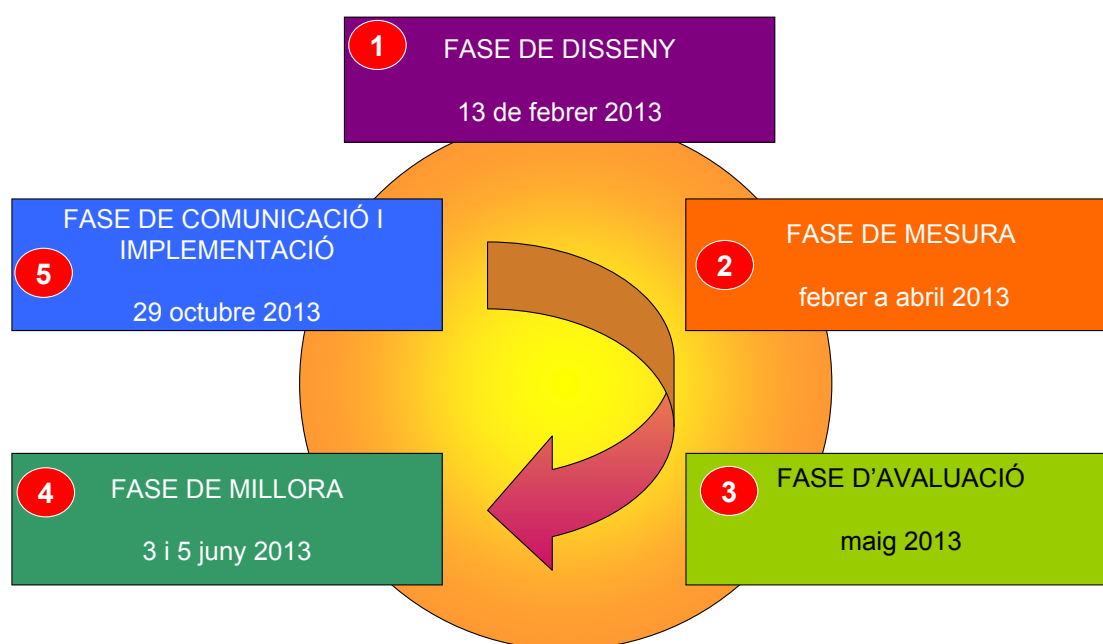 1
FASE DE DISSENY
13 de febrer 2013
2
FASE DE MESURA
febrer a abril 2013
3
FASE D’AVALUACIÓ
maig 2013
4
FASE DE MILLORA
3 i 5 juny 2013
5
FASE DE COMUNICACIÓ I
IMPLEMENTACIÓ
29 octubre 2013